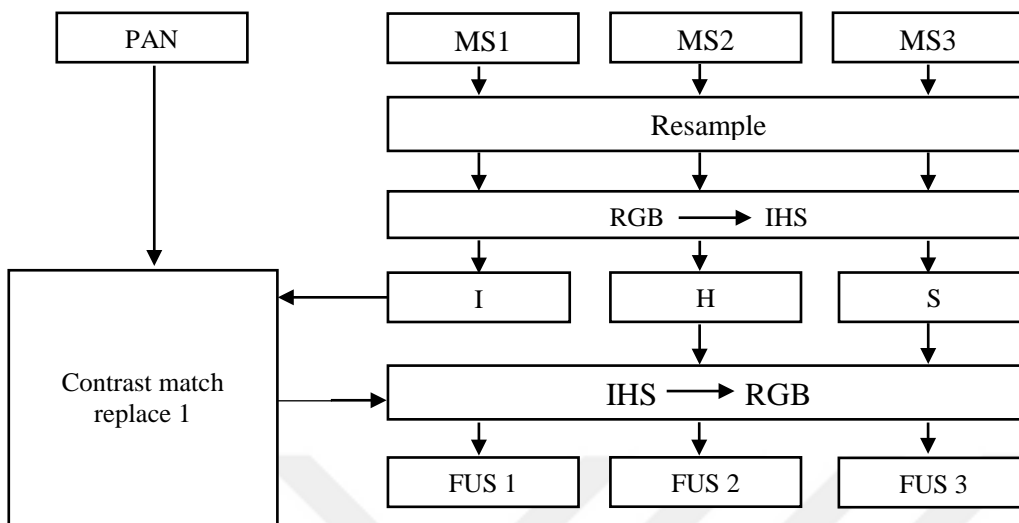 PAN
MS1
MS2
MS3
Resample
RGB IHS
I
H
S
Contrast match
replace 1
IHS RGB
FUS 1
FUS 2
FUS 3